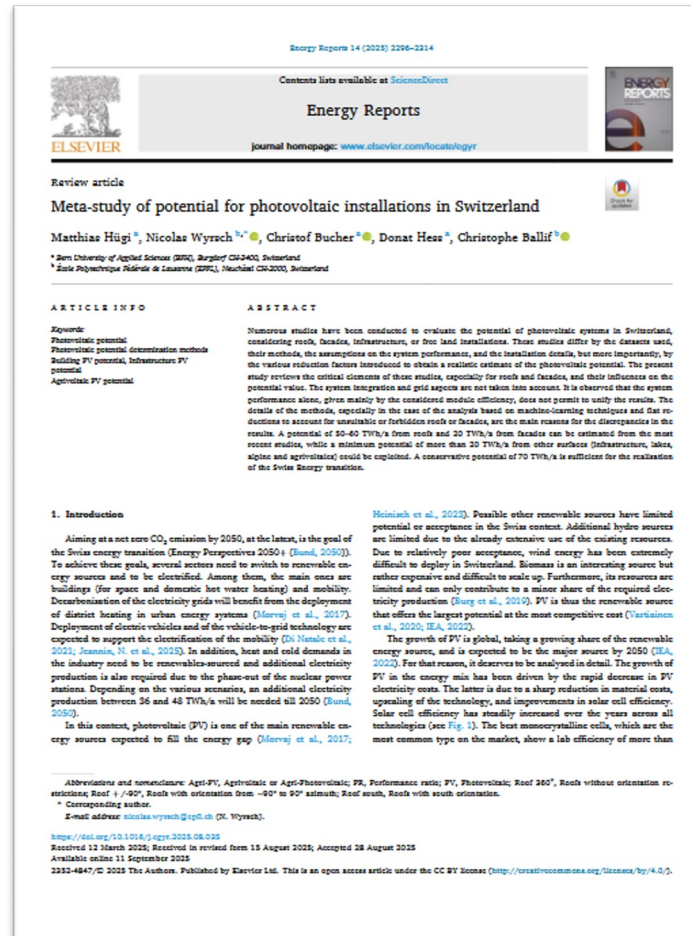 Energy Reports 14 (2025) 2296–2314
Contents lists available at ScienceDirect
Energy Reports
journal homepage: www.elsevier.com/locate/egyr
ELSEVIER
ENERGY
REPORTS
Review article
Check for
updates
Meta-study of potential for photovoltaic installations in Switzerland
Matthias Hügi a, Nicolas Wyrsch b,*, Christof Bucher a, Donat Hess a, Christophe Ballif b
a Bern University of Applied Sciences (BFH), Burgdorf CH-3400, Switzerland
b École Polytechnique Fédérale de Lausanne (EPFL), Neuchâtel CH-2000, Switzerland
ARTICLE INFO
Keywords:
Photovoltaic potential
Photovoltaic potential determination methods
Building PV potential, Infrastructure PV
potential
Agrivoltaic PV potential
ABSTRACT
Numerous studies have been conducted to evaluate the potential of photovoltaic systems in Switzerland,
considering roofs, facades, infrastructure, or free land installations. These studies differ by the datasets used,
their methods, the assumptions on the system performance, and the installation details, but more importantly, by
the various reduction factors introduced to obtain a realistic estimate of the photovoltaic potential. The present
study reviews the critical elements of these studies, especially for roofs and facades, and their influences on the
potential value. The system integration and grid aspects are not taken into account. It is observed that the system
performance alone, given mainly by the considered module efficiency, does not permit to unify the results. The
details of the methods, especially in the case of the analysis based on machine-learning techniques and flat re-
ductions to account for unsuitable or forbidden roofs or facades, are the main reasons for the discrepancies in the
results. A potential of 50–60 TWh/a from roofs and 20 TWh/a from facades can be estimated from the most
recent studies, while a minimum potential of more than 20 TWh/a from other surfaces (infrastructure, lakes,
alpine and agrivoltaics) could be exploited. A conservative potential of 70 TWh/a is sufficient for the realisation
of the Swiss Energy transition.
1. Introduction
Aiming at a net zero CO₂ emission by 2050, at the latest, is the goal of
the Swiss energy transition (Energy Perspectives 2050+ (Bund, 2050)).
To achieve these goals, several sectors need to switch to renewable en-
ergy sources and to be electrified. Among them, the main ones are
buildings (for space and domestic hot water heating) and mobility.
Decarbonisation of the electricity grids will benefit from the deployment
of district heating in urban energy systems (Morvaj et al., 2017).
Deployment of electric vehicles and of the vehicle-to-grid technology are
expected to support the electrification of the mobility (Di Natale et al.,
2021; Jeannin, N. et al., 2025). In addition, heat and cold demands in
the industry need to be renewables-sourced and additional electricity
production is also required due to the phase-out of the nuclear power
stations. Depending on the various scenarios, an additional electricity
production between 36 and 48 TWh/a will be needed till 2050 (Bund,
2050).
In this context, photovoltaic (PV) is one of the main renewable en-
ergy sources expected to fill the energy gap (Morvaj et al., 2017;
Heinisch et al., 2023). Possible other renewable sources have limited
potential or acceptance in the Swiss context. Additional hydro sources
are limited due to the already extensive use of the existing resources.
Due to relatively poor acceptance, wind energy has been extremely
difficult to deploy in Switzerland. Biomass is an interesting source but
rather expensive and difficult to scale up. Furthermore, its resources are
limited and can only contribute to a minor share of the required elec-
tricity production (Burg et al., 2019). PV is thus the renewable source
that offers the largest potential at the most competitive cost (Vartiainen
et al., 2020; IEA, 2022).
The growth of PV is global, taking a growing share of the renewable
energy source, and is expected to be the major source by 2050 (IEA,
2022). For that reason, it deserves to be analysed in detail. The growth of
PV in the energy mix has been driven by the rapid decrease in PV
electricity costs. The latter is due to a sharp reduction in material costs,
upscaling of the technology, and improvements in solar cell efficiency.
Solar cell efficiency has steadily increased over the years across all
technologies (see Fig. 1). The best monocrystalline cells, which are the
most common type on the market, show a lab efficiency of more than
Abbreviations and nomenclature: Agri-PV, Agrivoltaic or Agri-Photovoltaic; PR, Performance ratio; PV, Photovoltaic; Roof 360°, Roofs without orientation re-
strictions; Roof +/-90°, Roofs with orientation from −90° to 90° azimuth; Roof south, Roofs with south orientation.
* Corresponding author.
E-mail address: nicolas.wyrsch@epfl.ch (N. Wyrsch).
https://doi.org/10.1016/j.egyr.2025.08.035
Received 12 March 2025; Received in revised form 15 August 2025; Accepted 28 August 2025
Available online 11 September 2025
2352-4847/© 2025 The Authors. Published by Elsevier Ltd. This is an open access article under the CC BY license (http://creativecommons.org/licenses/by/4.0/).